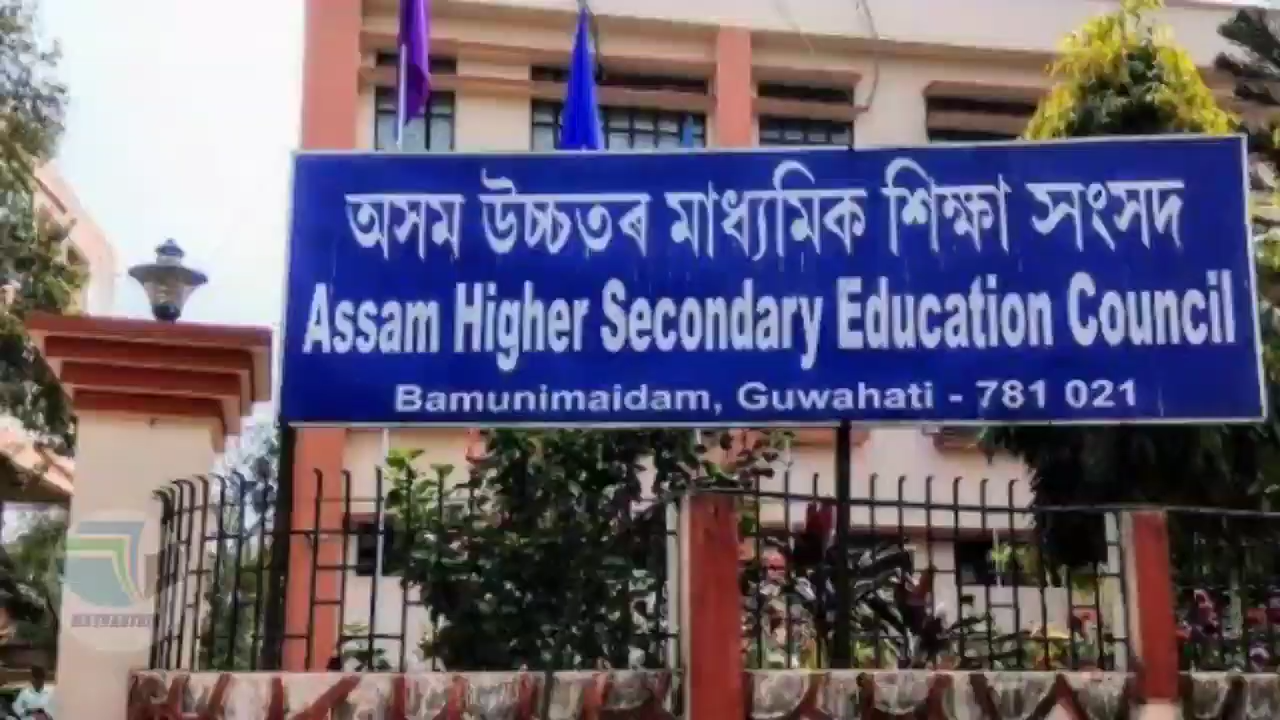 অসম উচ্চতৰ মাধ্যমিক শিক্ষা সংসদ
Assam Higher Secondary Education Council
Bamunimaidam, Guwahati - 781 021